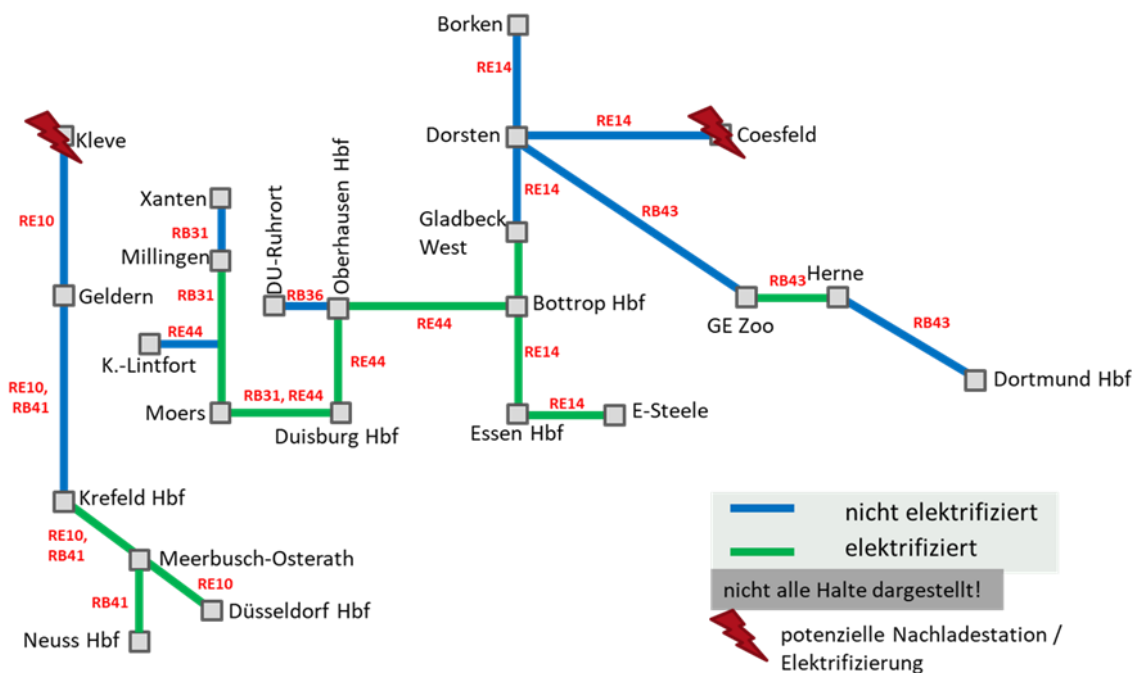 Borken
RE14
Kleve
Dorsten
RE14
Coesfeld
Xanten
RE10
RB31
Oberhausen Hbf
DU-Ruhrort
RE14
Gladbeck
West
RB43
Millingen
Geldern
RB31
RB36
RE44
Bottrop Hbf
RB43
Herne
GE Zoo
RB43
RE44
K.-Lintfort
RE44
RE14
RE10,
RB41
Moers
RB31, RE44
Duisburg Hbf
RE14
E-Steele
Essen Hbf
Dortmund Hbf
Krefeld Hbf
RE10,
RB41
Meerbusch-Osterath
RE10
RB41
Düsseldorf Hbf
Neuss Hbf
nicht elektrifiziert
elektrifiziert
nicht alle Halte dargestellt!
potenzielle Nachladestation /
Elektrifizierung